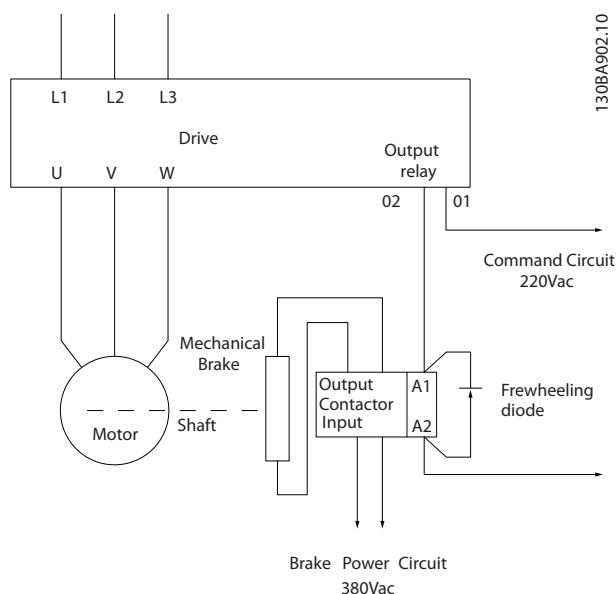 130BA902.10
L1 L2 L3
Drive
U V W
Output
relay
02 01
Command Circuit
220Vac
Mechanical
Brake
Output
Contactor
Input
A1
A2
Frewheeling
diode
Shaft
Motor
Brake Power Circuit
380Vac